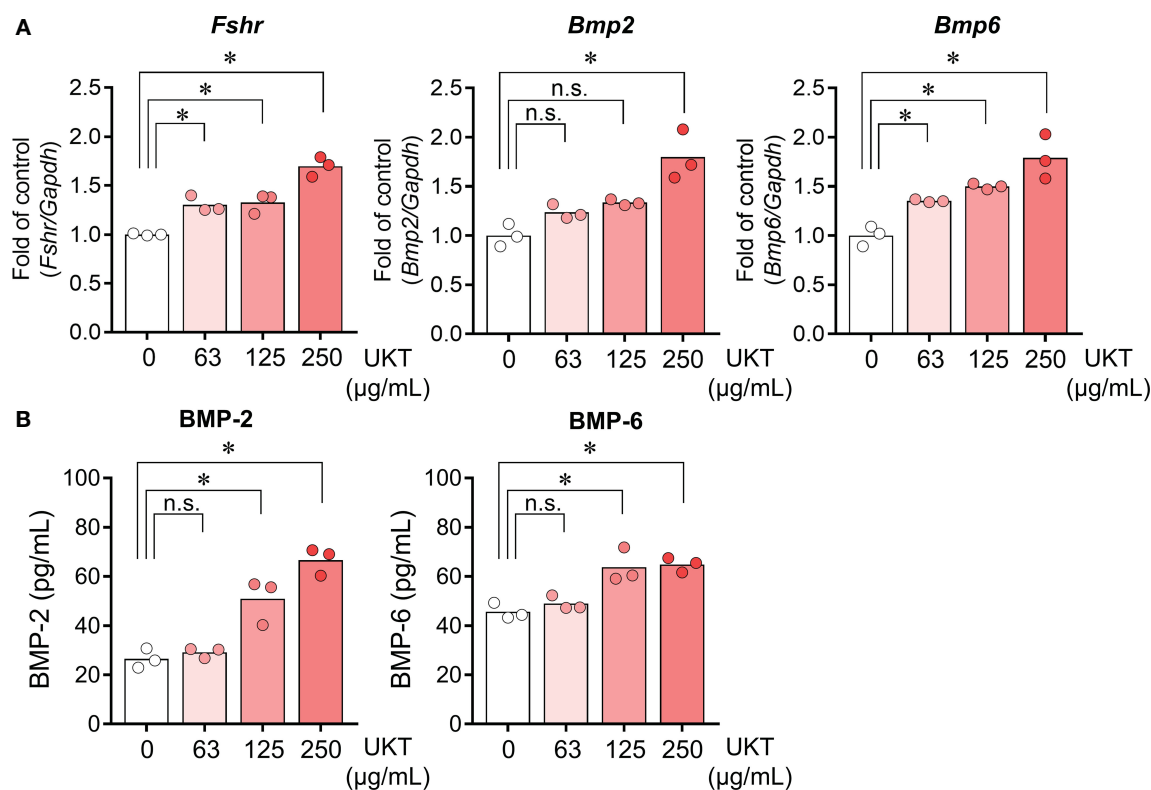 A
Fshr
*
*
*
Fold of control
(Fshr/Gapdh)
2.5
2.0
1.5
1.0
0.5
0.0
0 63 125 250 UKT
(µg/mL)
Bmp2
*
n.s.
n.s.
Fold of control
(Bmp2/Gapdh)
2.5
2.0
1.5
1.0
0.5
0.0
0 63 125 250 UKT
(µg/mL)
Bmp6
*
*
*
Fold of control
(Bmp6/Gapdh)
2.5
2.0
1.5
1.0
0.5
0.0
0 63 125 250 UKT
(µg/mL)
B
BMP-2
*
*
n.s.
BMP-2 (pg/mL)
100
80
60
40
20
0
0 63 125 250 UKT
(µg/mL)
BMP-6
*
*
n.s.
BMP-6 (pg/mL)
100
80
60
40
20
0
0 63 125 250 UKT
(µg/mL)